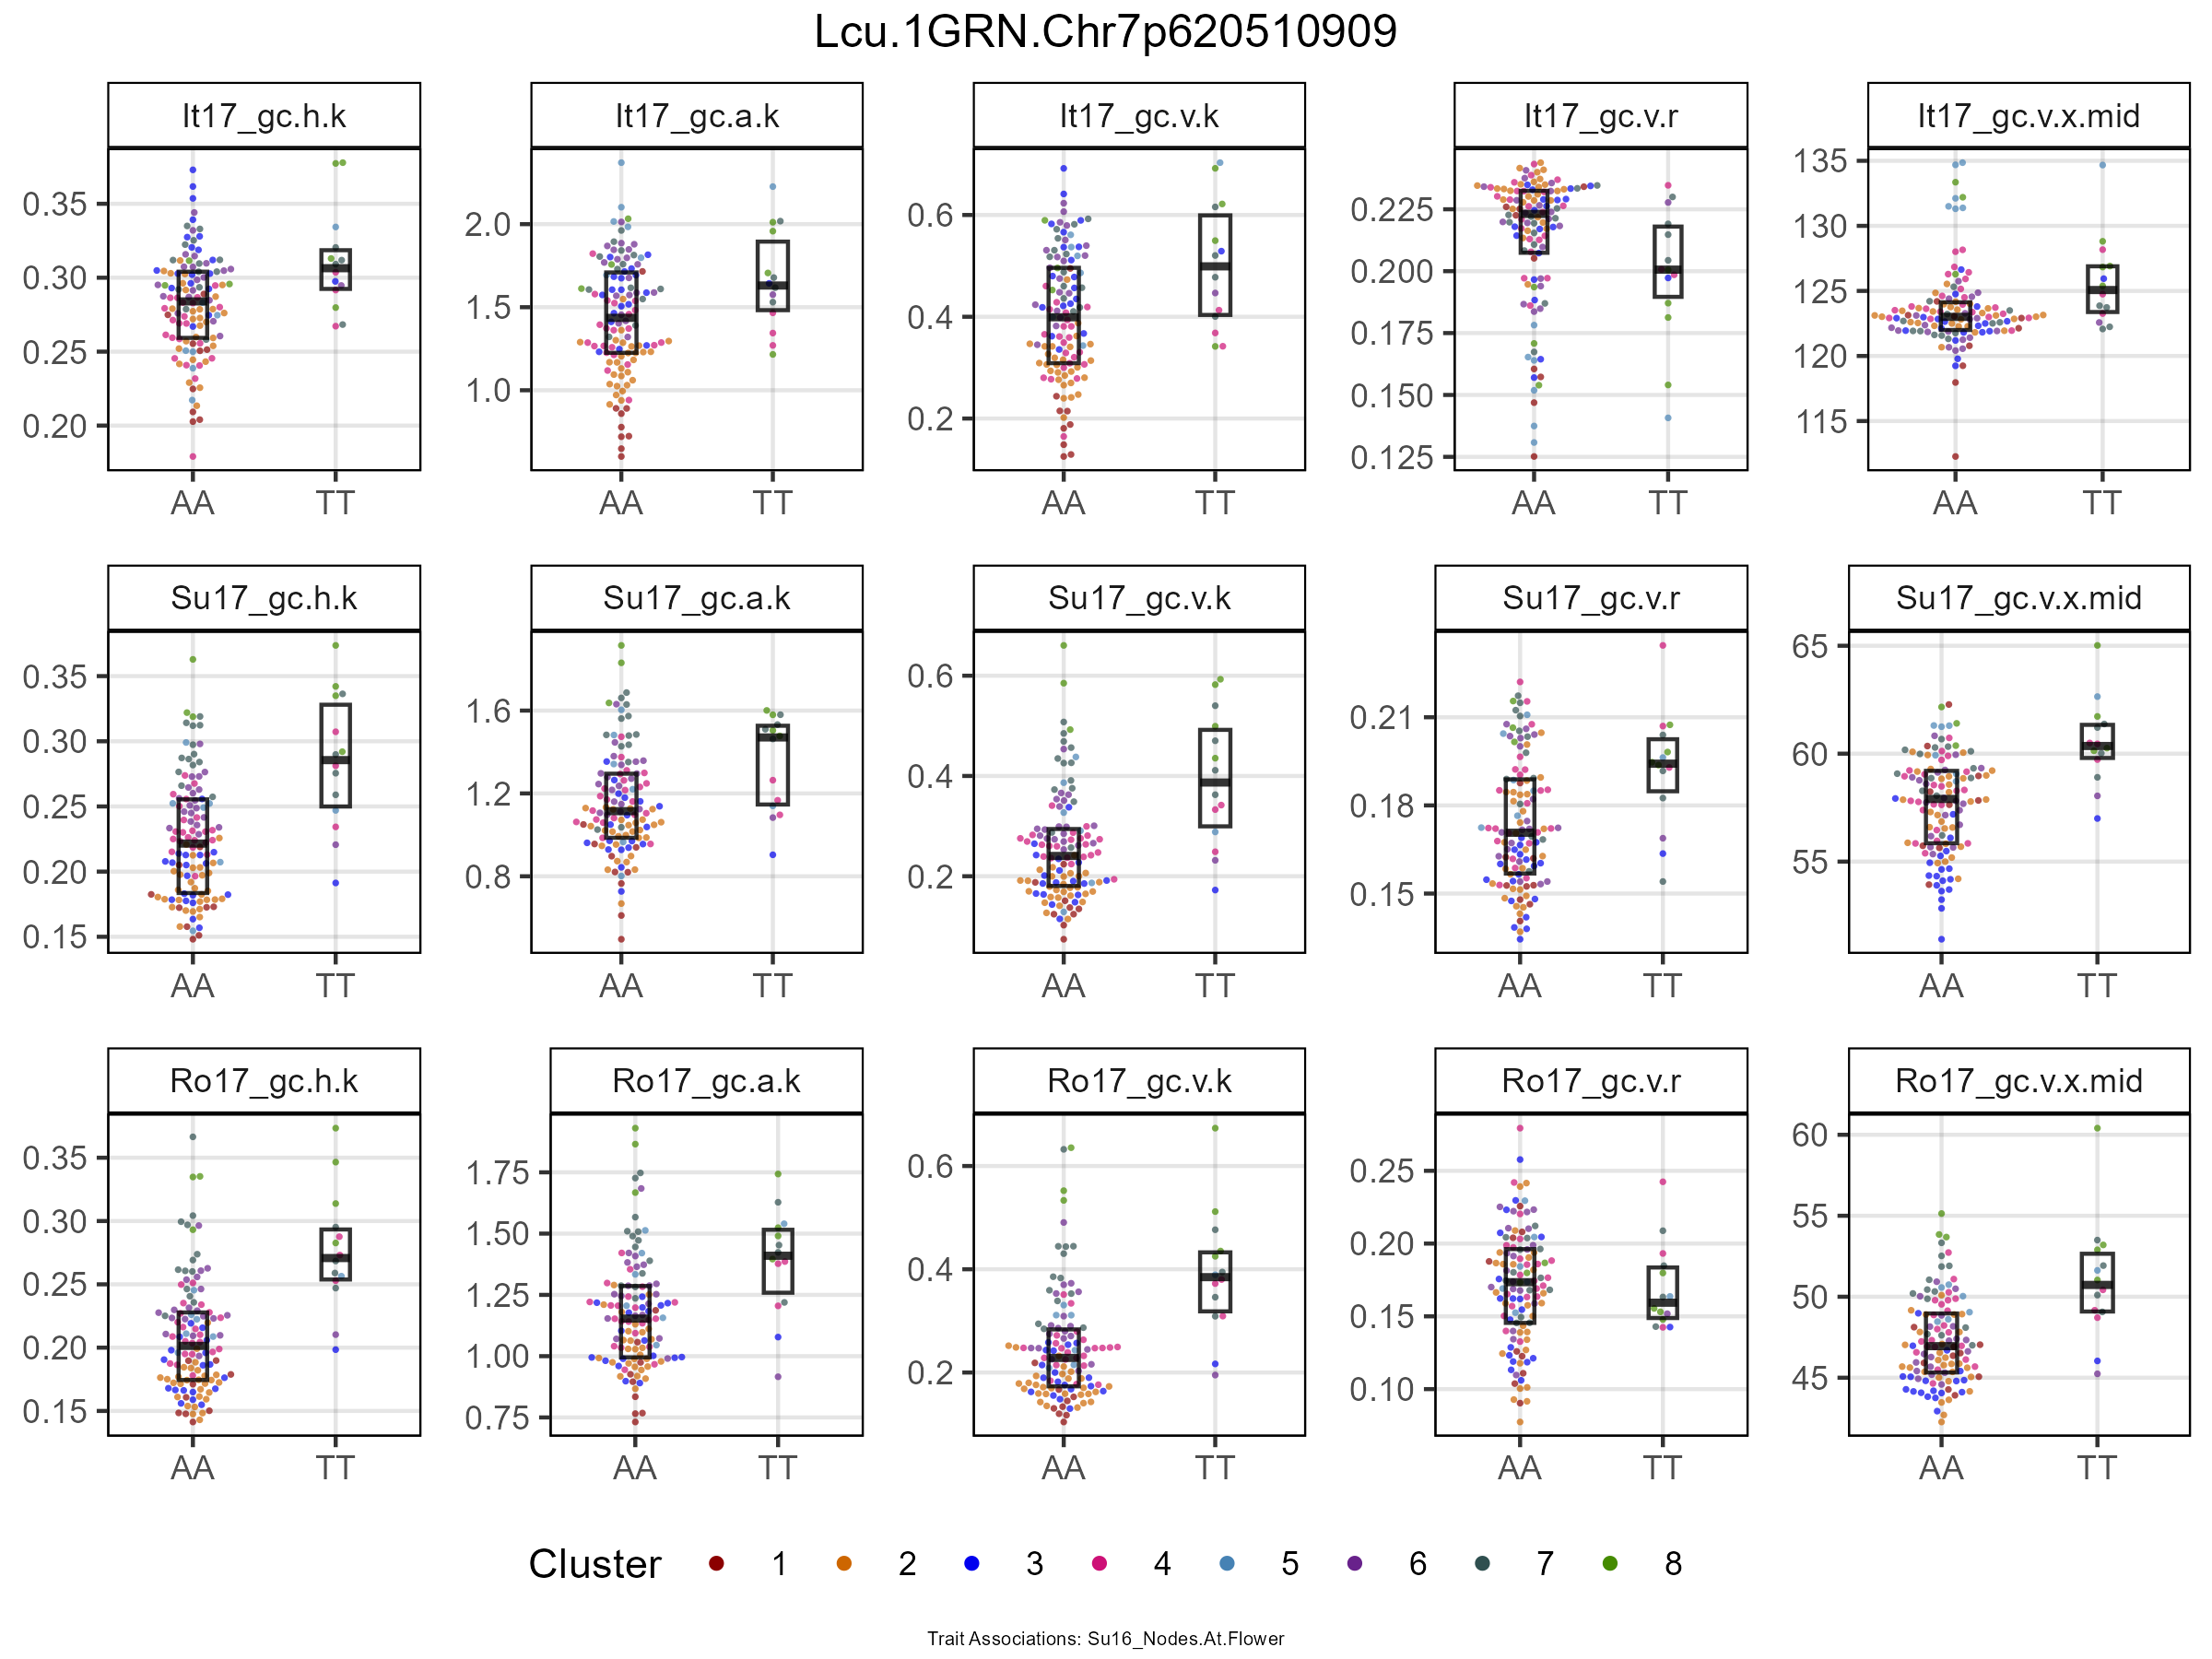 Lcu.1GRN.Chr7p620510909
It17_gc.h.k It17_gc.a.k It17_gc.v.k It17_gc.v.r It17_gc.v.x.mid
0.35 0.30 0.25 0.20
2.0 1.5 1.0
0.6 0.4 0.2
0.225 0.200 0.175 0.150 0.125
135 130 125 120 115
AA TT AA TT AA TT AA TT AA TT
Su17_gc.h.k Su17_gc.a.k Su17_gc.v.k Su17_gc.v.r Su17_gc.v.x.mid
0.35 0.30 0.25 0.20 0.15
1.6 1.2 0.8
0.6 0.4 0.2
0.21 0.18 0.15
65 60 55
AA TT AA TT AA TT AA TT AA TT
Ro17_gc.h.k Ro17_gc.a.k Ro17_gc.v.k Ro17_gc.v.r Ro17_gc.v.x.mid
0.35 0.30 0.25 0.20 0.15
1.75 1.50 1.25 1.00 0.75
0.6 0.4 0.2
0.25 0.20 0.15 0.10
60 55 50 45
AA TT AA TT AA TT AA TT AA TT
Cluster 1 2 3 4 5 6 7 8
Trait Associations: Su16_Nodes.At.Flower